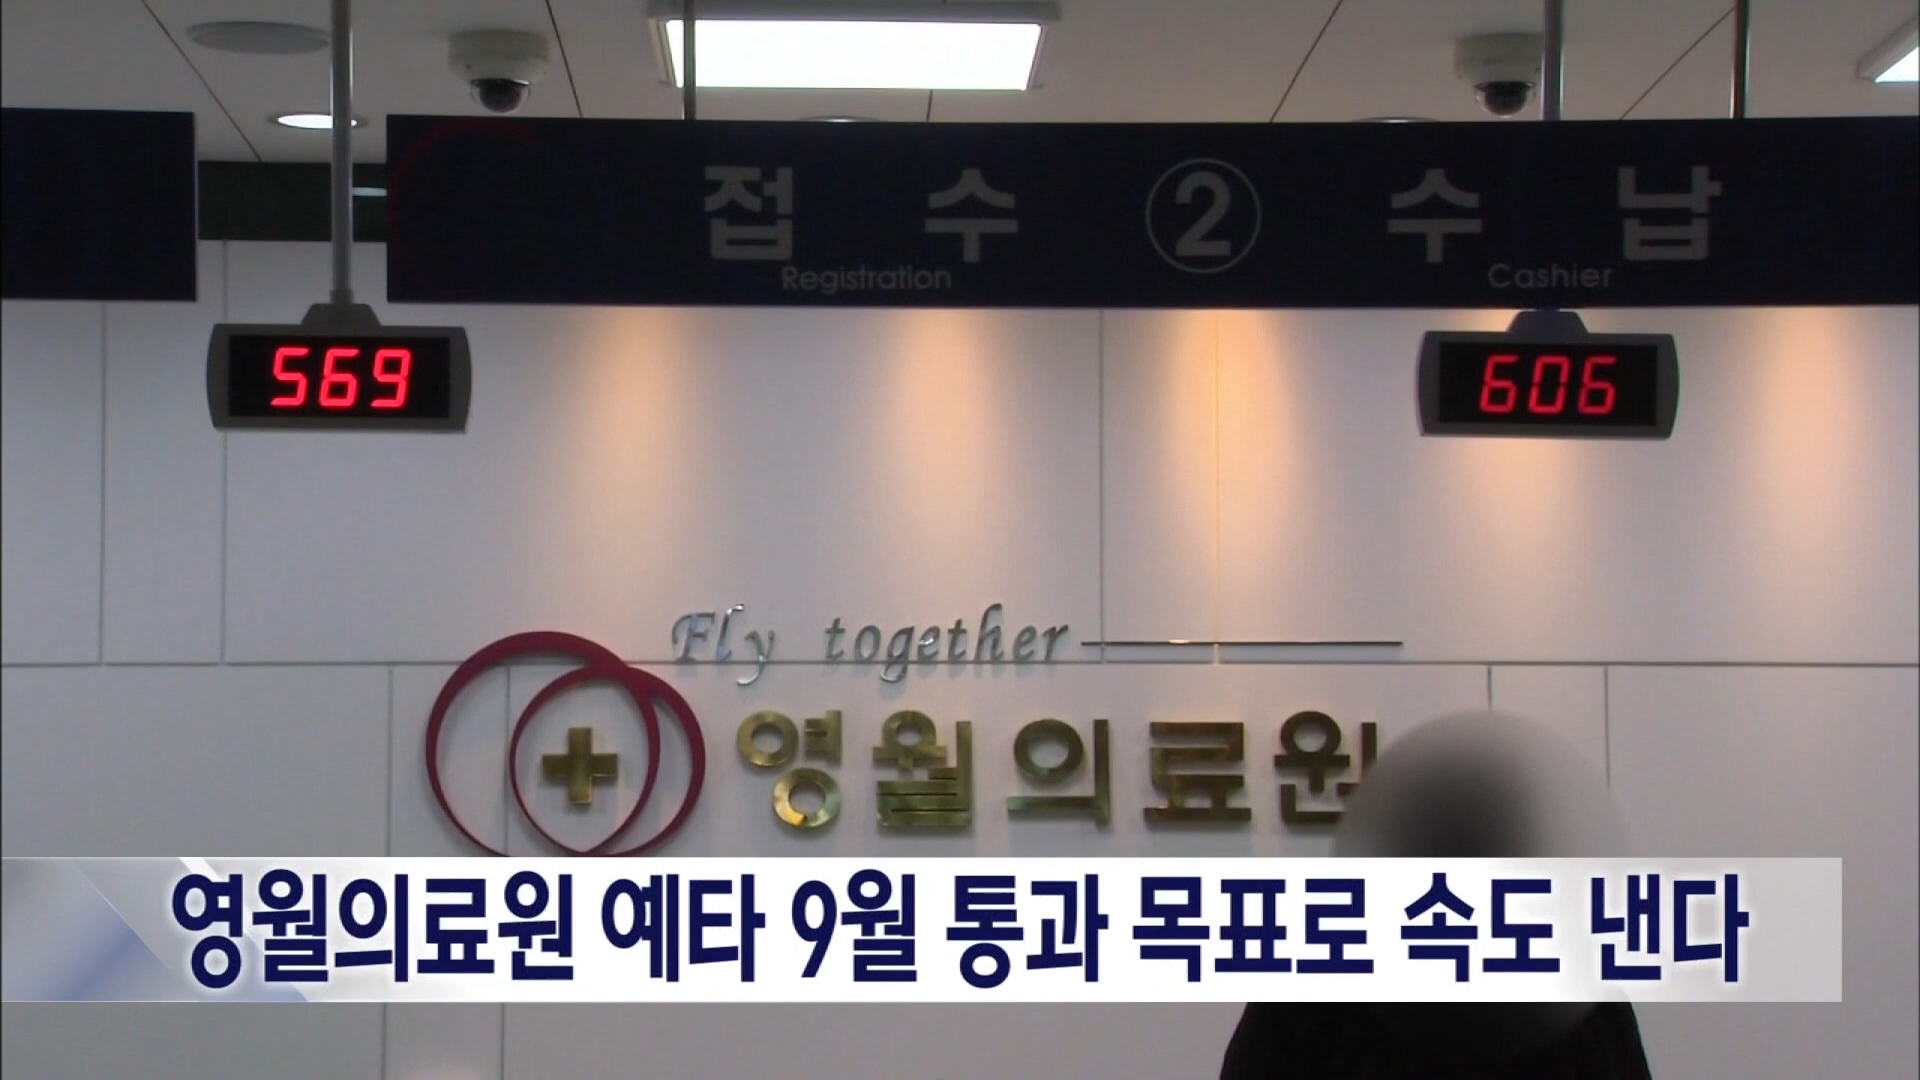 접 수 ② 수 납
Registration Cashier
569 606
Fly together
영월의료원
영월의료원 예타 9월 통과 목표로 속도 낸다